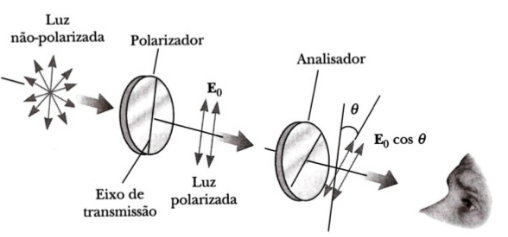 Luz
não-polarizada
Polarizador
E₀
Analisador
θ
E₀ cos θ
Eixo de
transmissão
Luz
polarizada